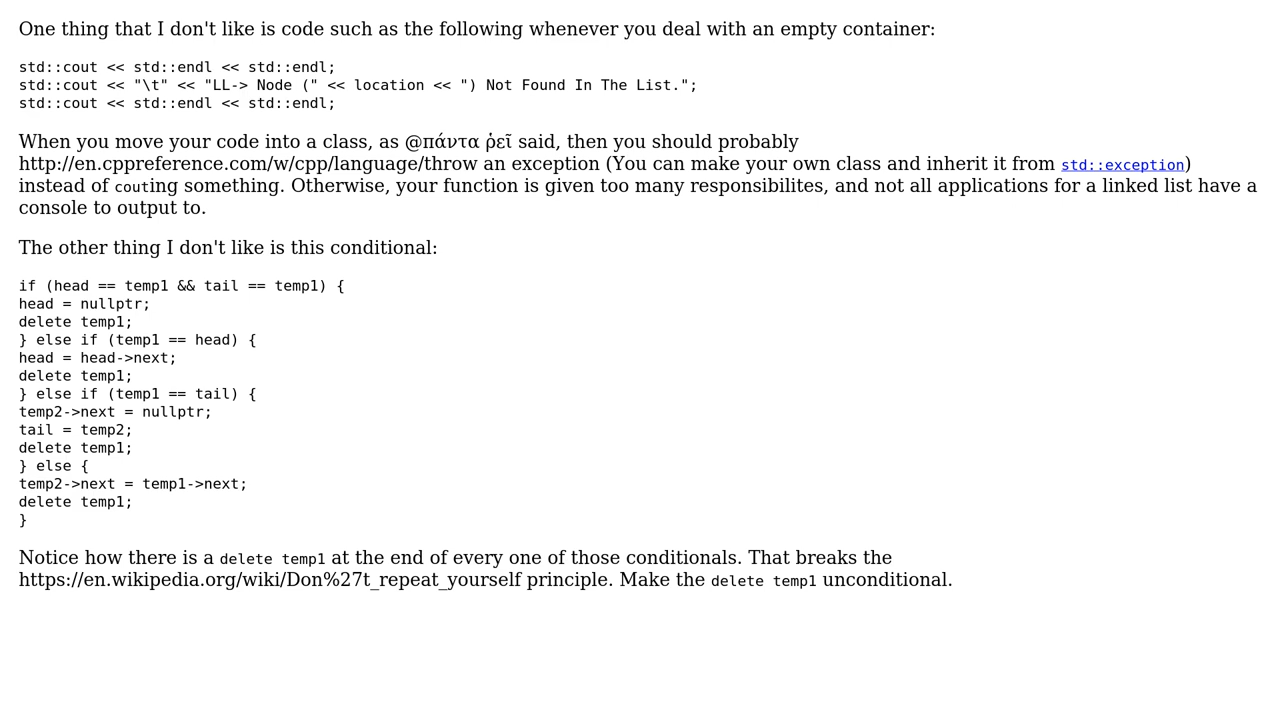 One thing that I don't like is code such as the following whenever you deal with an empty container:
std::cout << std::endl << std::endl;
std::cout << "\t" << "LL-> Node (" << location << ") Not Found In The List.";
std::cout << std::endl << std::endl;
When you move your code into a class, as @πάντα ῥεῖ said, then you should probably
http://en.cppreference.com/w/cpp/language/throw an exception (You can make your own class and inherit it from std::exception)
instead of couting something. Otherwise, your function is given too many responsibilites, and not all applications for a linked list have a
console to output to.
The other thing I don't like is this conditional:
if (head == temp1 && tail == temp1) {
head = nullptr;
delete temp1;
} else if (temp1 == head) {
head = head->next;
delete temp1;
} else if (temp1 == tail) {
temp2->next = nullptr;
tail = temp2;
delete temp1;
} else {
temp2->next = temp1->next;
delete temp1;
}
Notice how there is a delete temp1 at the end of every one of those conditionals. That breaks the
https://en.wikipedia.org/wiki/Don%27t_repeat_yourself principle. Make the delete temp1 unconditional.